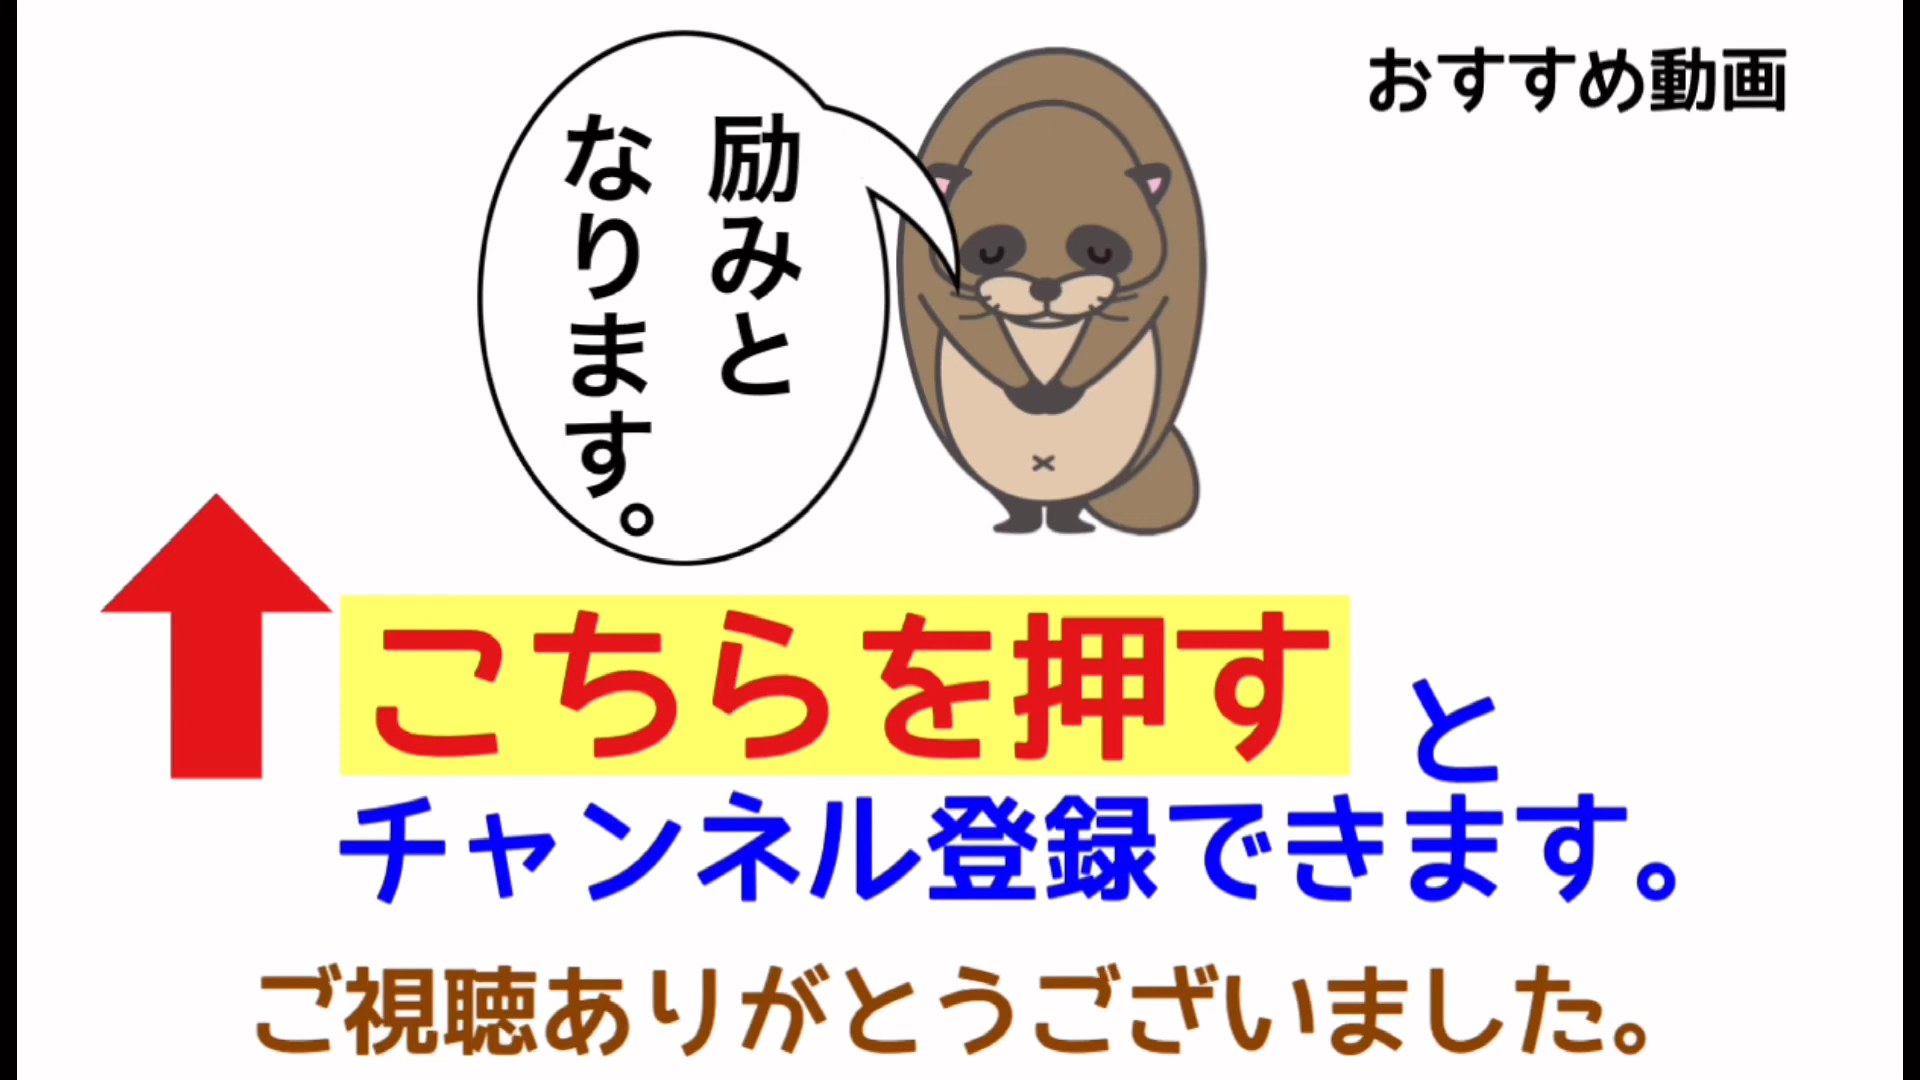 おすすめ動画
励みと
なります。
こちらを押す
と
チャンネル登録できます。
ご視聴ありがとうございました。